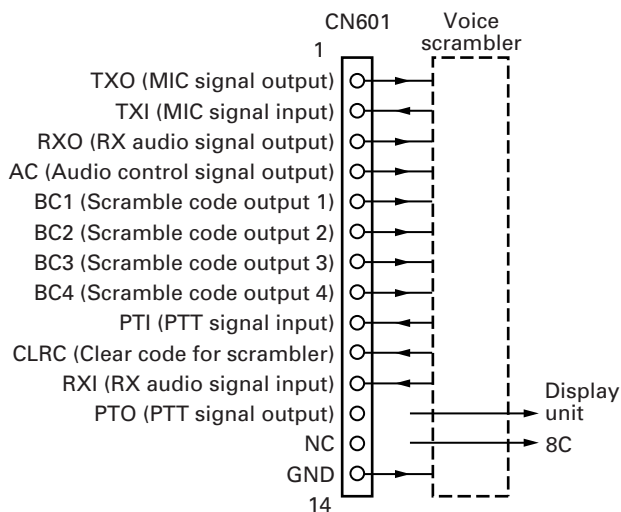 CN601
Voice
scrambler
1
TXO (MIC signal output)
TXI (MIC signal input)
RXO (RX audio signal output)
AC (Audio control signal output)
BC1 (Scramble code output 1)
BC2 (Scramble code output 2)
BC3 (Scramble code output 3)
BC4 (Scramble code output 4)
PTI (PTT signal input)
CLRC (Clear code for scrambler)
RXI (RX audio signal input)
PTO (PTT signal output)
Display
unit
NC
8C
GND
14